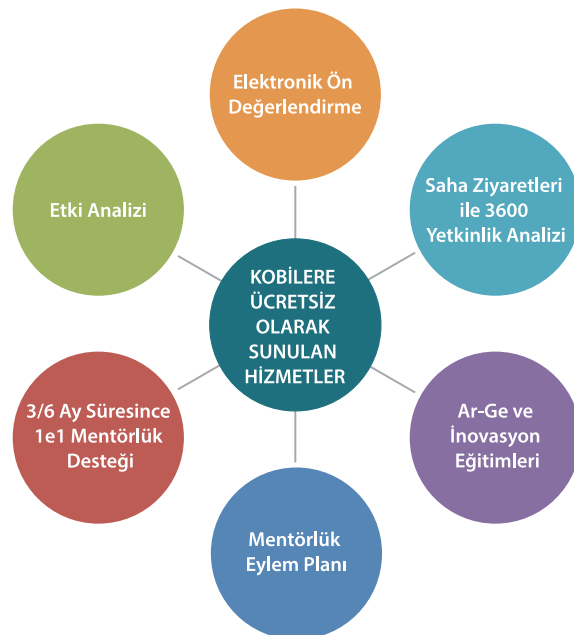 Elektronik Ön
Değerlendirme
Saha Ziyaretleri
ile 3600
Yetkinlik Analizi
Etki Analizi
KOBİLERE
ÜCRETSİZ
OLARAK
SUNULAN
HİZMETLER
3/6 Ay Süresince
1e1 Mentörlük
Desteği
Ar-Ge ve
İnovasyon
Eğitimleri
Mentörlük
Eylem Planı